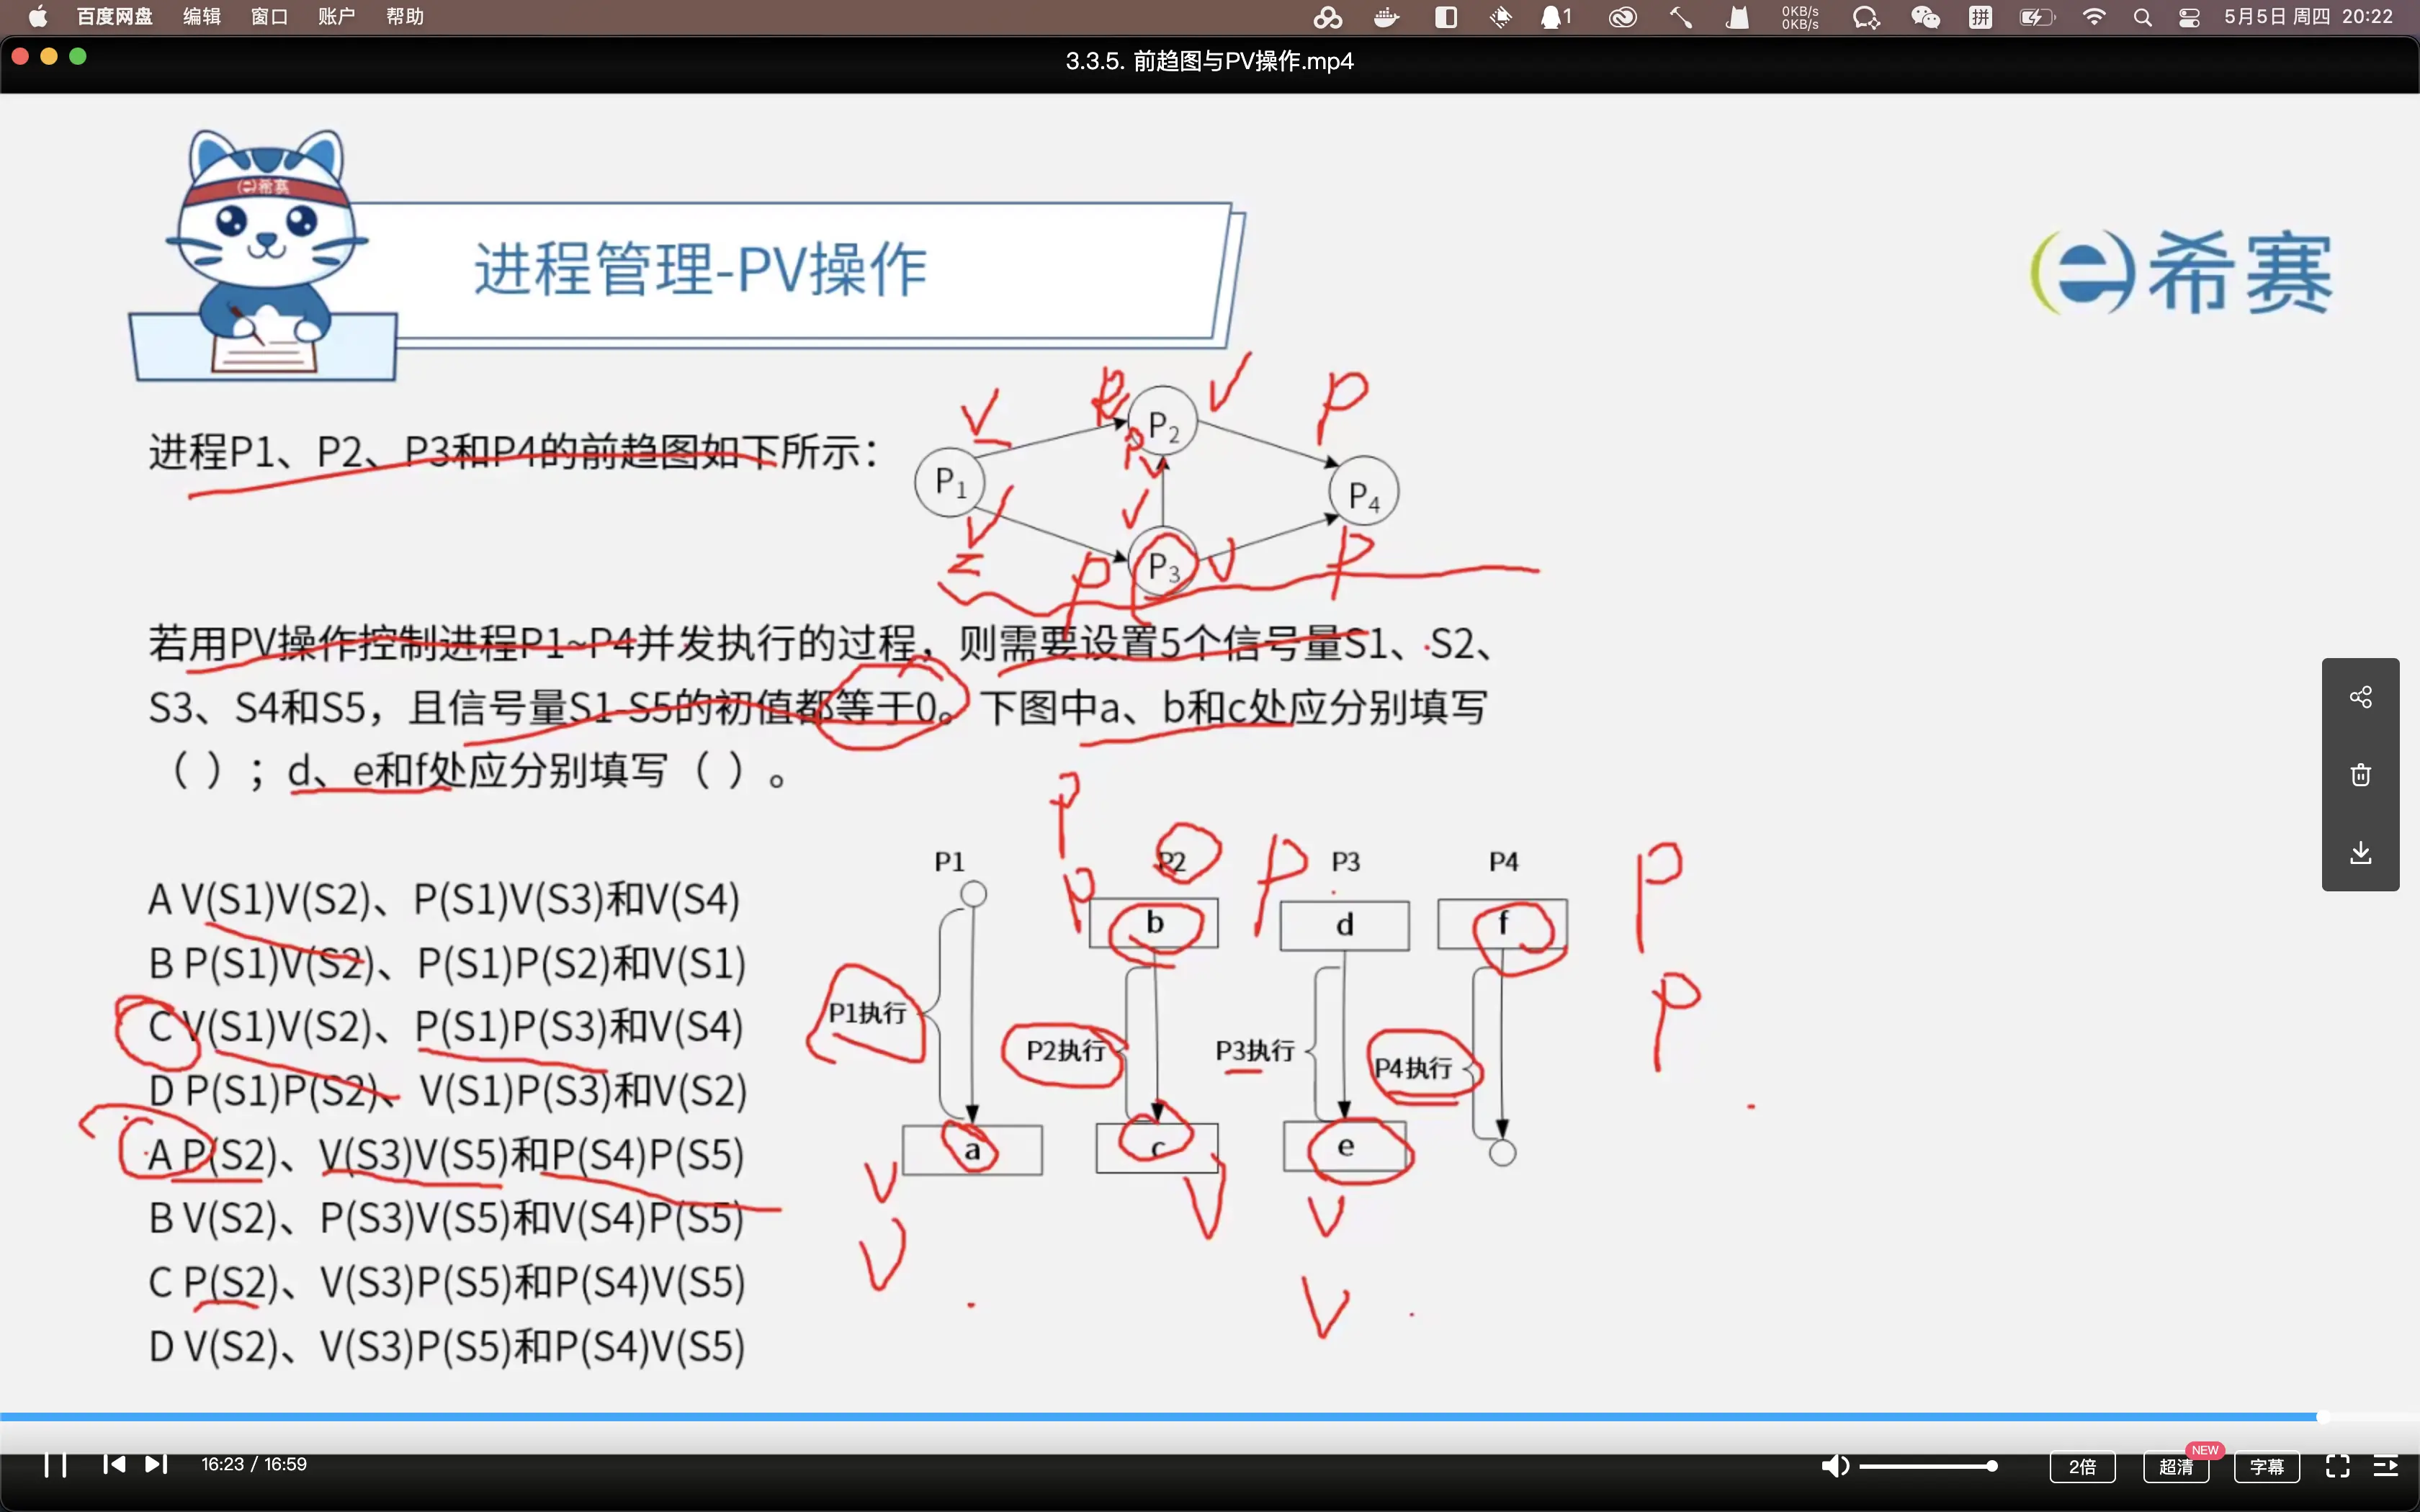 百度网盘 编辑 窗口 账户 帮助 1 0KB/s 0KB/s 拼 5月5日 周四 20:22
3.3.5. 前趋图与PV操作.mp4
希赛
进程管理-PV操作
希赛
进程P1、P2、P3和P4的前趋图如下所示：
P1 P2 P3 P4
V P V P
P V
V P V P
若用PV操作控制进程P1~P4并发执行的过程，则需要设置5个信号量S1、S2、
S3、S4和S5，且信号量S1-S5的初值都等于0。下图中a、b和c处应分别填写
（ ）；d、e和f处应分别填写（ ）。
A V(S1)V(S2)、P(S1)V(S3)和V(S4)
B P(S1)V(S2)、P(S1)P(S2)和V(S1)
C V(S1)V(S2)、P(S1)P(S3)和V(S4)
D P(S1)P(S2)、V(S1)P(S3)和V(S2)
A P(S2)、V(S3)V(S5)和P(S4)P(S5)
B V(S2)、P(S3)V(S5)和V(S4)P(S5)
C P(S2)、V(S3)P(S5)和P(S4)V(S5)
D V(S2)、V(S3)P(S5)和P(S4)V(S5)
P1 P2 P3 P4
P P P P P
b d f
P1执行 P2执行 P3执行 P4执行
a c e
V V V V V
16:23 / 16:59 2倍 超清 NEW 字幕